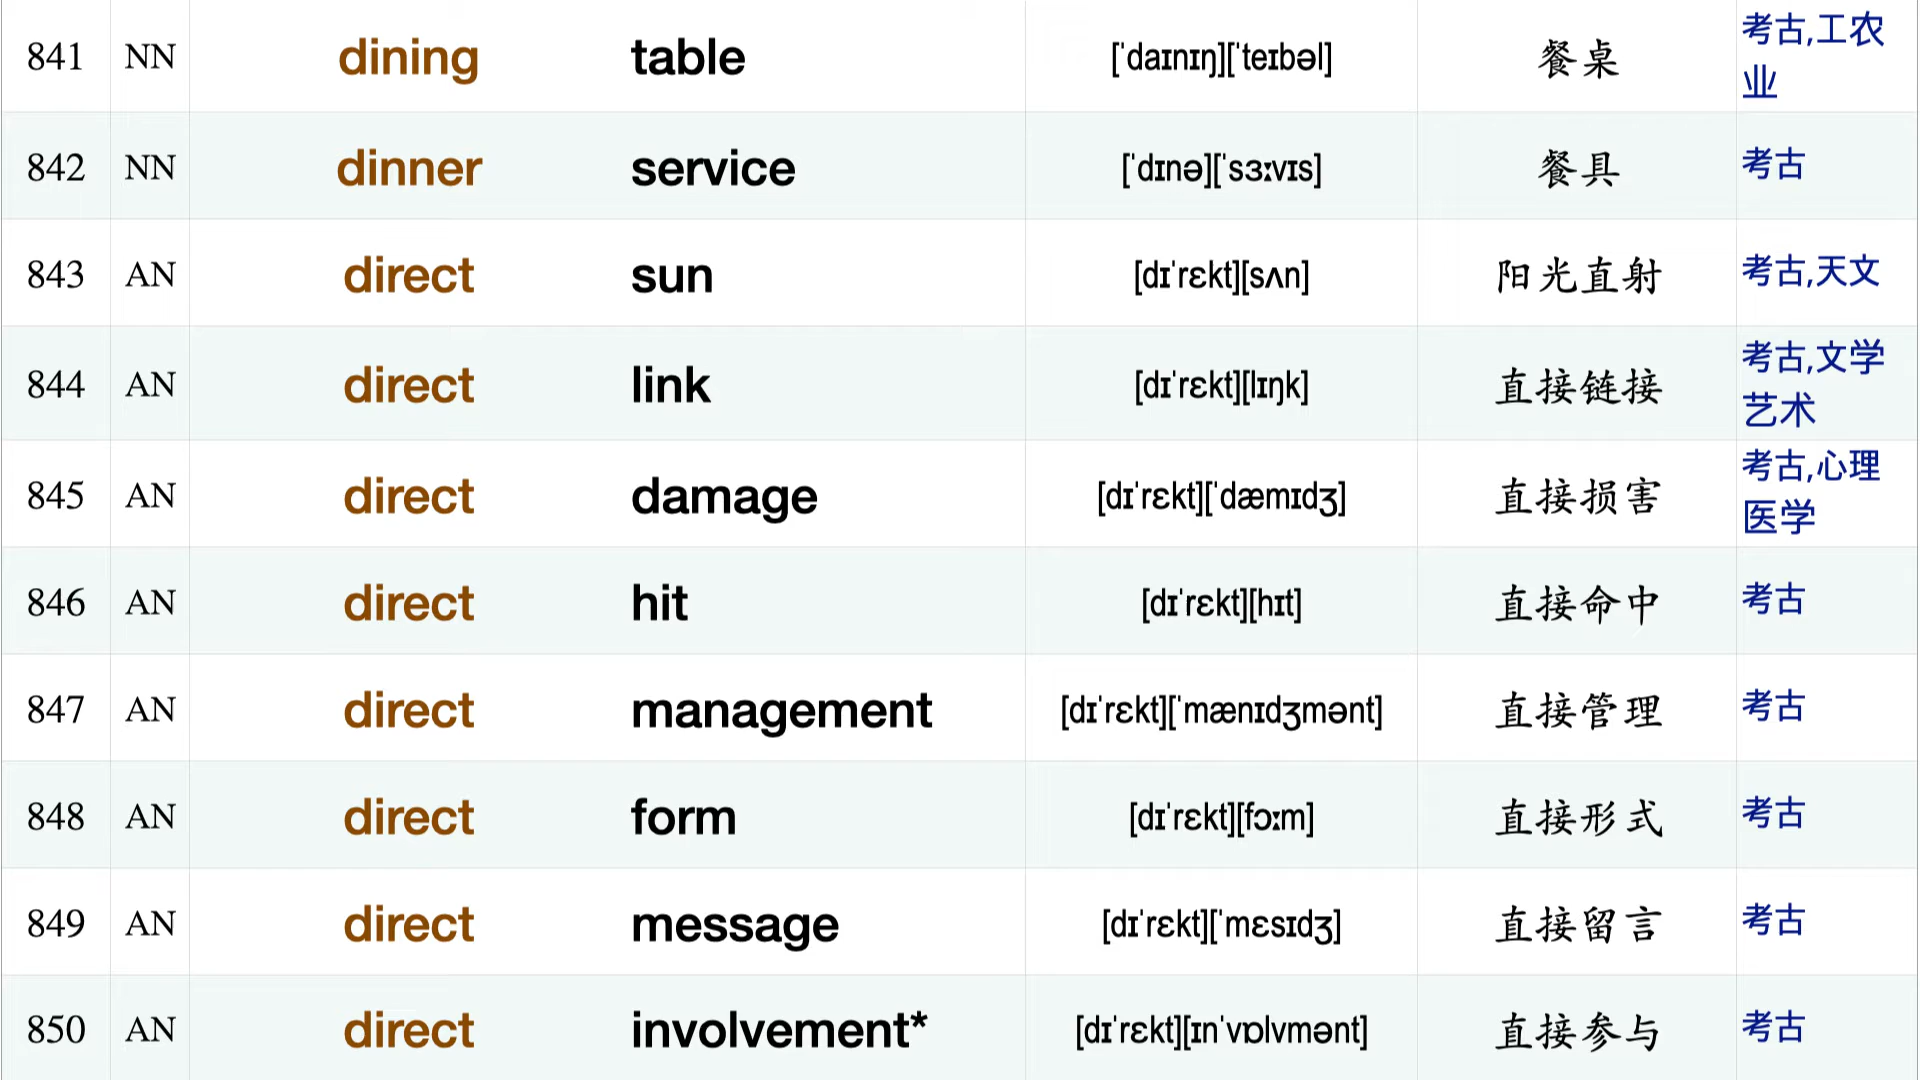 841 NN dining table [ˈdaɪnɪŋ][ˈteɪbəl] 餐桌 考古,工农业
842 NN dinner service [ˈdɪnə][ˈsɜːvɪs] 餐具 考古
843 AN direct sun [dɪˈrɛkt][sʌn] 阳光直射 考古,天文
844 AN direct link [dɪˈrɛkt][lɪŋk] 直接链接 考古,文学艺术
845 AN direct damage [dɪˈrɛkt][ˈdæmɪdʒ] 直接损害 考古,心理医学
846 AN direct hit [dɪˈrɛkt][hɪt] 直接命中 考古
847 AN direct management [dɪˈrɛkt][ˈmænɪdʒmənt] 直接管理 考古
848 AN direct form [dɪˈrɛkt][fɔːm] 直接形式 考古
849 AN direct message [dɪˈrɛkt][ˈmɛsɪdʒ] 直接留言 考古
850 AN direct involvement* [dɪˈrɛkt][ɪnˈvɒlvmənt] 直接参与 考古